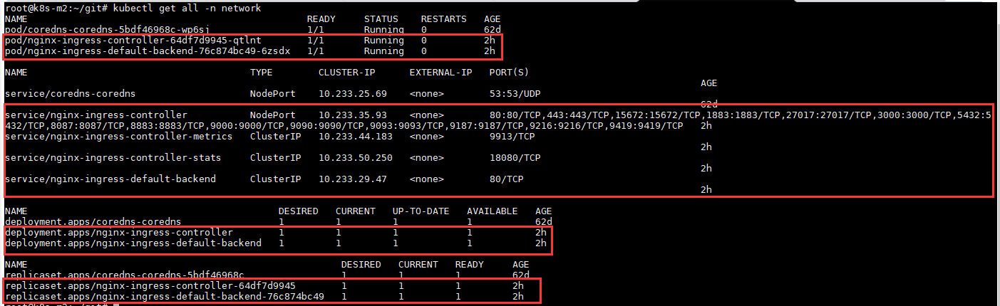 root@k8s-m2:~/git# kubectl get all -n network
NAME READY STATUS RESTARTS AGE
pod/coredns-coredns-5bdf46968c-wp6sj 1/1 Running 0 62d
pod/nginx-ingress-controller-64df7d9945-qtlnt 1/1 Running 0 2h
pod/nginx-ingress-default-backend-76c874bc49-6zsdx 1/1 Running 0 2h
NAME TYPE CLUSTER-IP EXTERNAL-IP PORT(S)
AGE
service/coredns-coredns NodePort 10.233.25.69 <none> 53:53/UDP
62d
service/nginx-ingress-controller NodePort 10.233.35.93 <none> 80:80/TCP,443:443/TCP,15672:15672/TCP,1883:1883/TCP,27017:27017/TCP,3000:3000/TCP,5432:5
432/TCP,8087:8087/TCP,8883:8883/TCP,9000:9000/TCP,9090:9090/TCP,9093:9093/TCP,9187:9187/TCP,9216:9216/TCP,9419:9419/TCP 2h
service/nginx-ingress-controller-metrics ClusterIP 10.233.44.183 <none> 9913/TCP
2h
service/nginx-ingress-controller-stats ClusterIP 10.233.50.250 <none> 18080/TCP
2h
service/nginx-ingress-default-backend ClusterIP 10.233.29.47 <none> 80/TCP
2h
NAME DESIRED CURRENT UP-TO-DATE AVAILABLE AGE
deployment.apps/coredns-coredns 1 1 1 1 62d
deployment.apps/nginx-ingress-controller 1 1 1 1 2h
deployment.apps/nginx-ingress-default-backend 1 1 1 1 2h
NAME DESIRED CURRENT READY AGE
replicaset.apps/coredns-coredns-5bdf46968c 1 1 1 62d
replicaset.apps/nginx-ingress-controller-64df7d9945 1 1 1 2h
replicaset.apps/nginx-ingress-default-backend-76c874bc49 1 1 1 2h
root@k8s-m2:~/git#